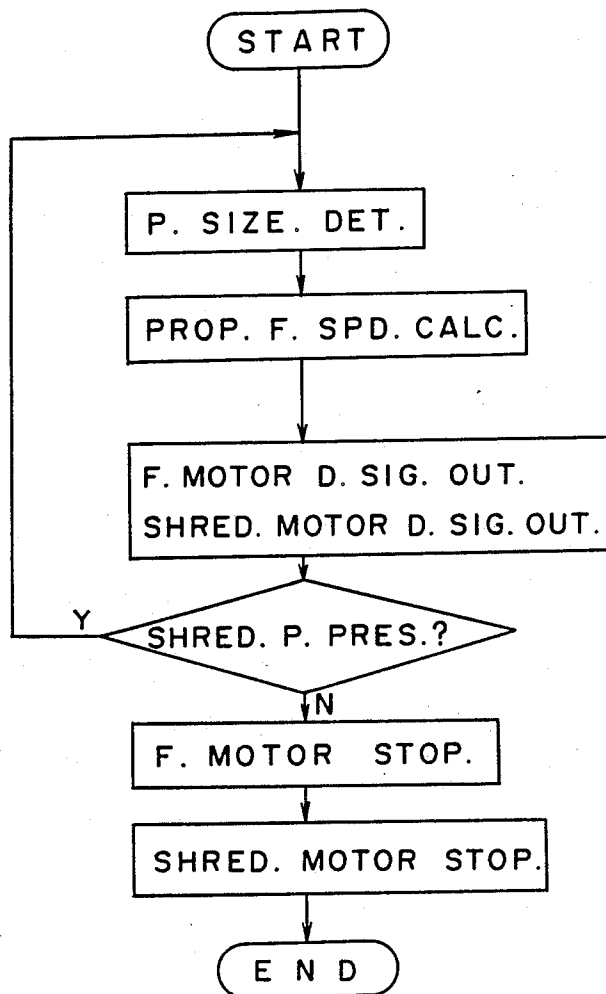 START
P. SIZE. DET.
PROP. F. SPD. CALC.
F. MOTOR D. SIG. OUT.
SHRED. MOTOR D. SIG. OUT.
Y
SHRED. P. PRES.?
N
F. MOTOR STOP.
SHRED. MOTOR STOP.
END